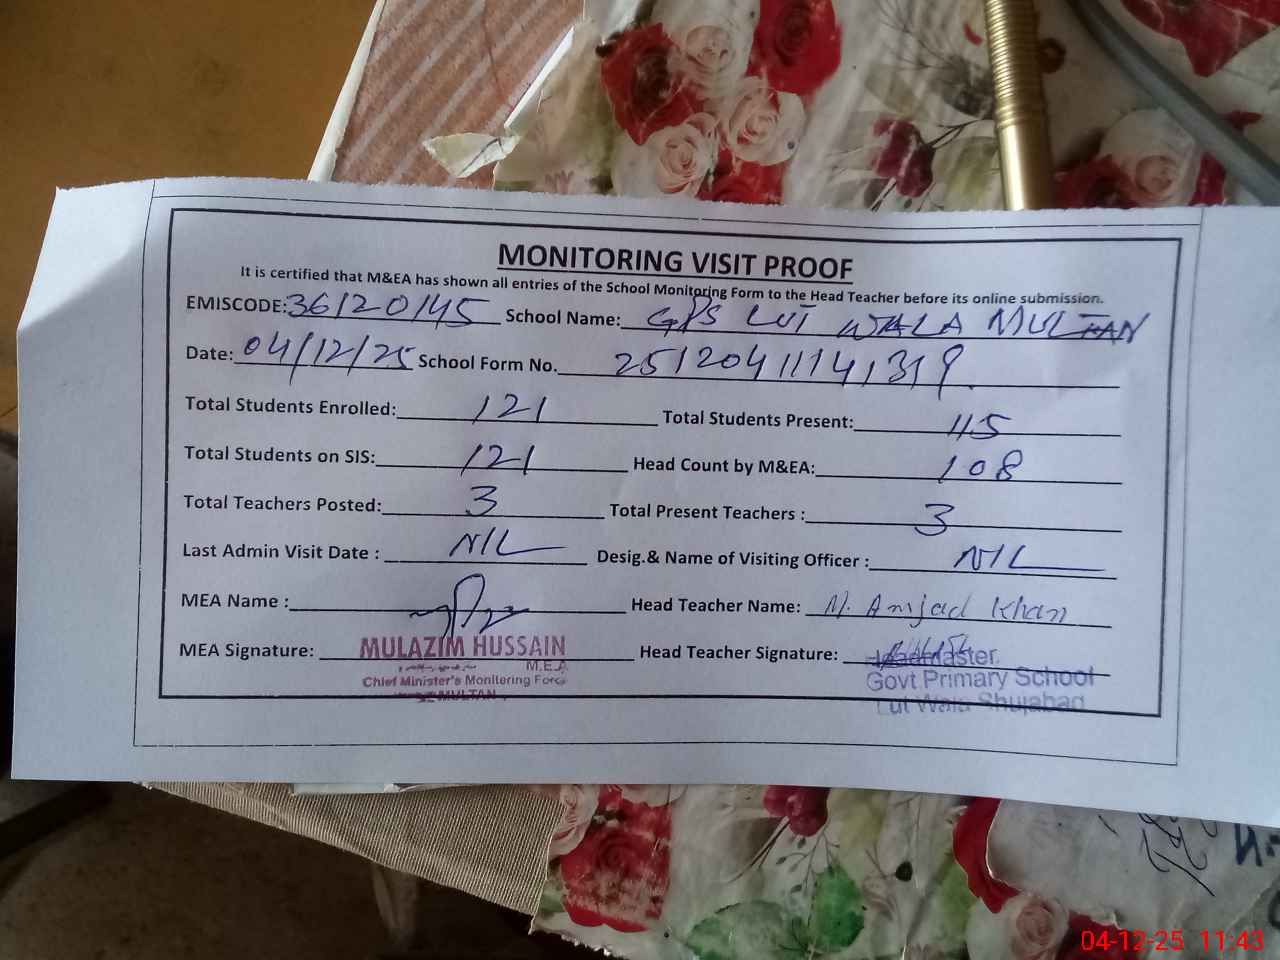 MONITORING VISIT PROOF
It is certified that M&EA has shown all entries of the School Monitoring Form to the Head Teacher before its online submission.
EMISCODE: 36120145 School Name: GPS LUT WALA MULTAN
Date: 04/12/25 School Form No. 25120411141319
Total Students Enrolled: 121 Total Students Present: 115
Total Students on SIS: 121 Head Count by M&EA: 108
Total Teachers Posted: 3 Total Present Teachers : 3
Last Admin Visit Date : NIL Desig.& Name of Visiting Officer : NIL
MEA Name : Head Teacher Name: M. Amjad Khan
MEA Signature: MULAZIM HUSSAIN Head Teacher Signature: Headmaster
M.E.A
Chief Minister's Monitoring Force Govt Primary School
MULTAN Lut Wala Shujabad
04-12-25 11:43